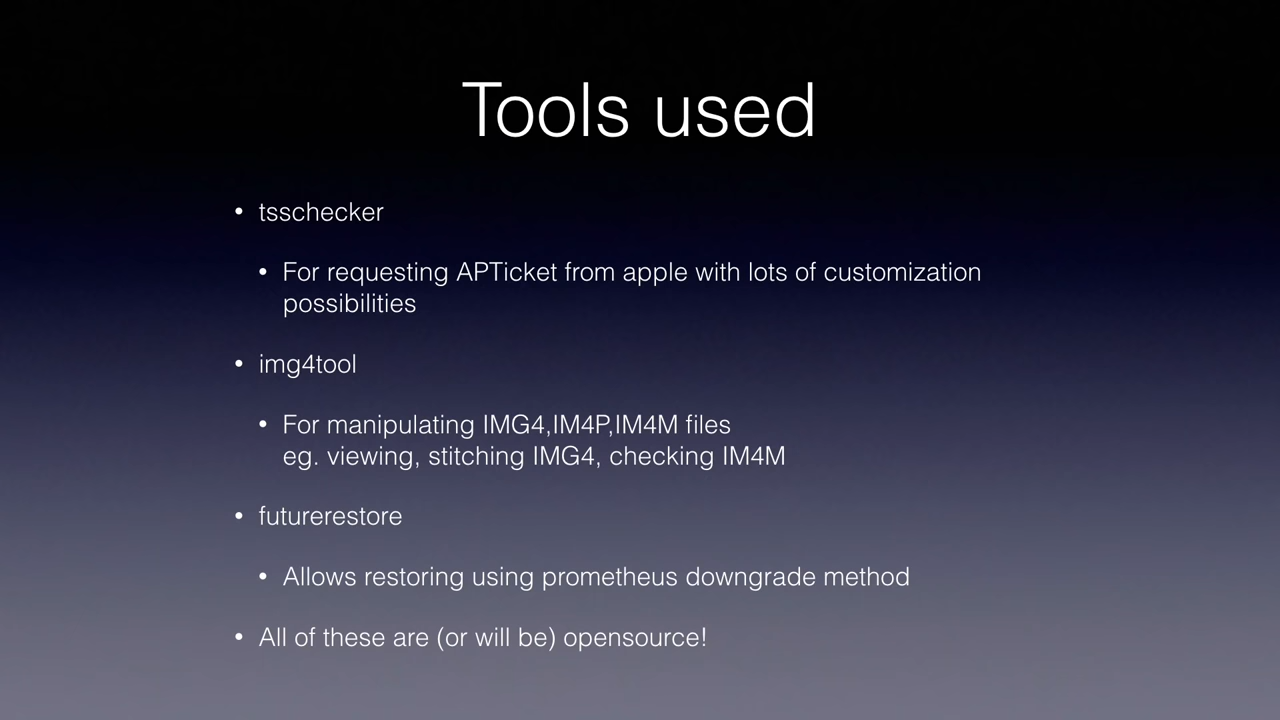 Tools used
• tsschecker
• For requesting APTicket from apple with lots of customization
possibilities
• img4tool
• For manipulating IMG4,IM4P,IM4M files
eg. viewing, stitching IMG4, checking IM4M
• futurerestore
• Allows restoring using prometheus downgrade method
• All of these are (or will be) opensource!